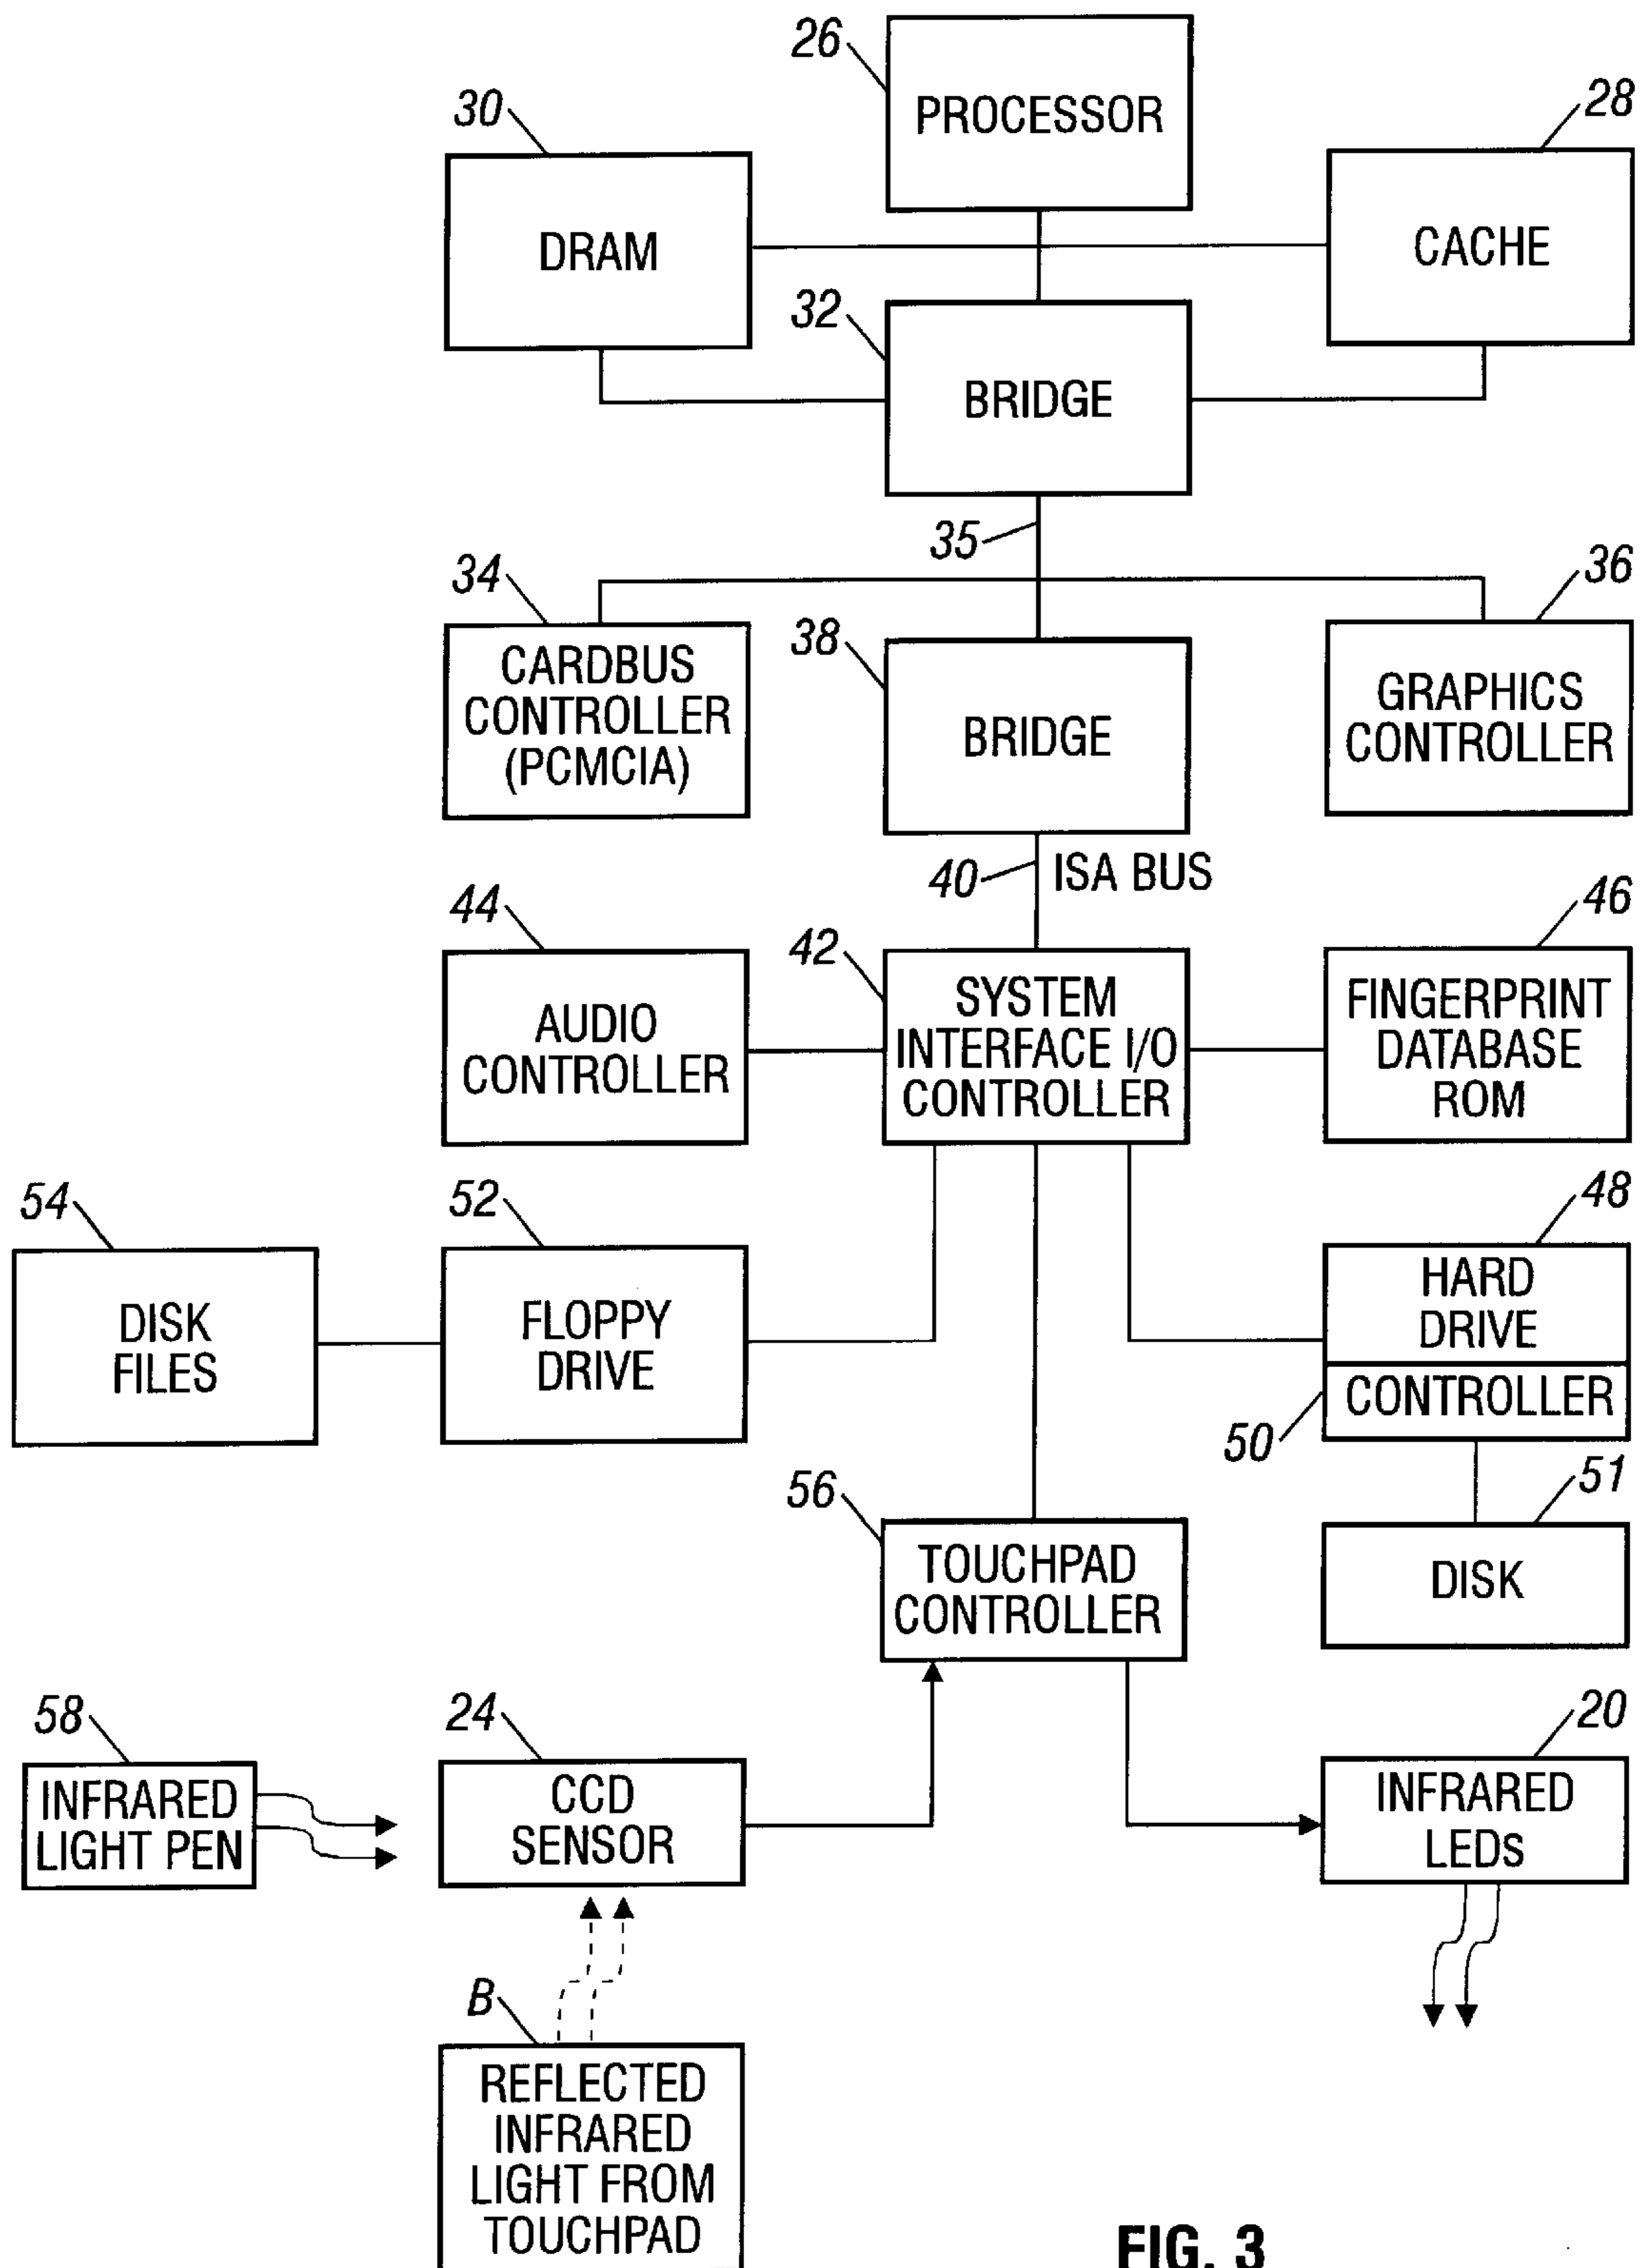 26
PROCESSOR
30
DRAM
28
CACHE
32
BRIDGE
35
34
CARDBUS
CONTROLLER
(PCMCIA)
38
BRIDGE
36
GRAPHICS
CONTROLLER
40
ISA BUS
44
AUDIO
CONTROLLER
42
SYSTEM
INTERFACE I/O
CONTROLLER
46
FINGERPRINT
DATABASE
ROM
54
DISK
FILES
52
FLOPPY
DRIVE
48
HARD
DRIVE
CONTROLLER
50
51
DISK
56
TOUCHPAD
CONTROLLER
58
INFRARED
LIGHT PEN
24
CCD
SENSOR
20
INFRARED
LEDs
B
REFLECTED
INFRARED
LIGHT FROM
TOUCHPAD
FIG. 3